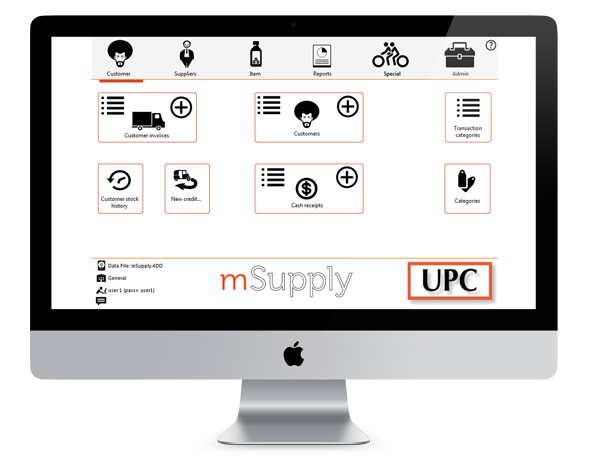 ?
Customer
Suppliers
Item
Reports
Special
Admin
Customer invoices
Customers
Transaction
categories
Customer stock
history
New credit...
$
Cash receipts
Categories
Data File: mSupply.4DD
General
user 1 (pass= user1)
mSupply
UPC